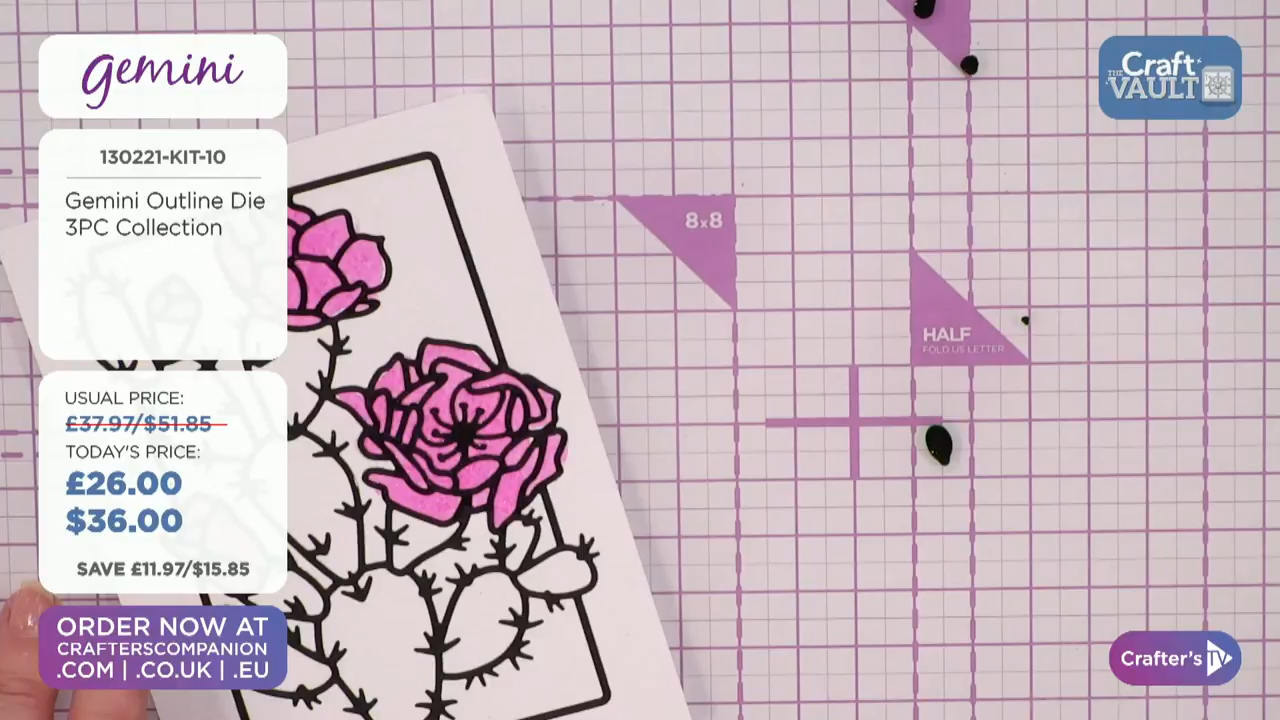 gemini
130221-KIT-10
Gemini Outline Die
3PC Collection
USUAL PRICE:
£37.97/$51.85
TODAY'S PRICE:
£26.00
$36.00
SAVE £11.97/$15.85
ORDER NOW AT
CRAFTERSCOMPANION
.COM | .CO.UK | .EU
THE Craft
VAULT
8x8
HALF
FOLD US LETTER
Crafter's TV